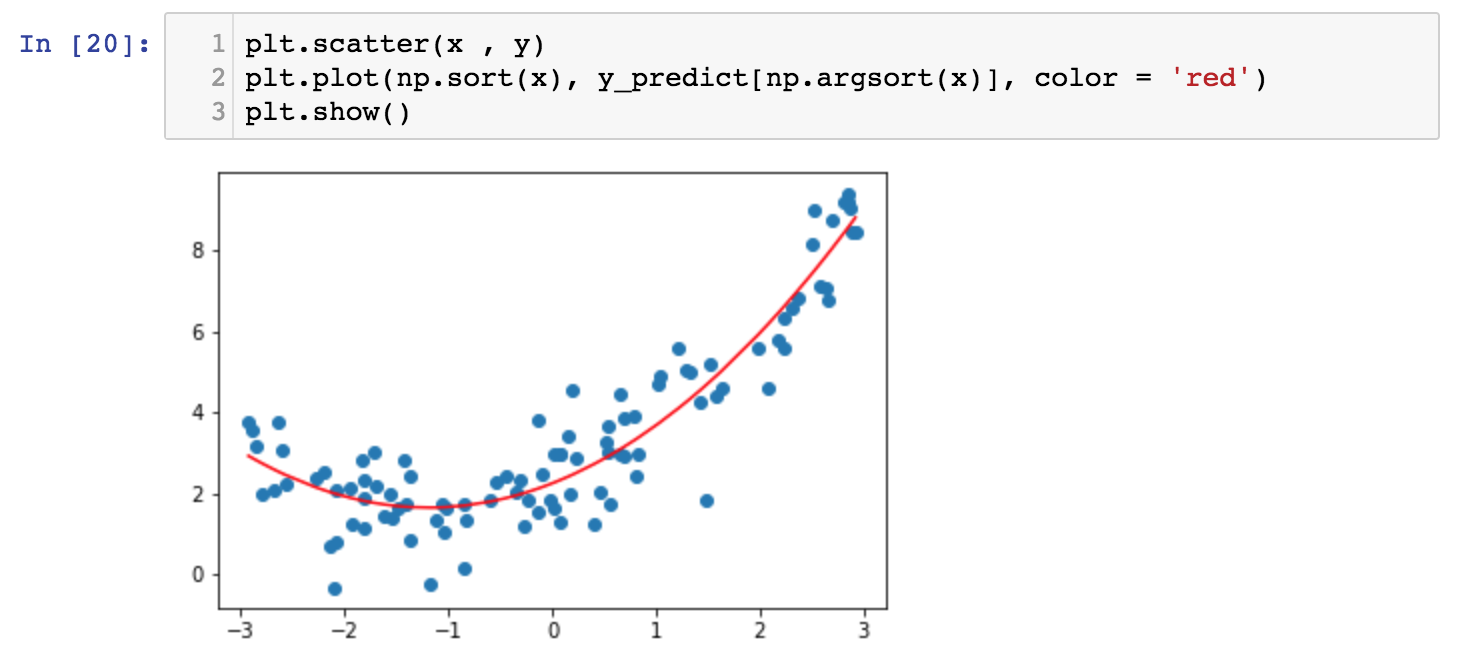 In [20]:
1 plt.scatter(x , y)
2 plt.plot(np.sort(x), y_predict[np.argsort(x)], color = 'red')
3 plt.show()
8
6
4
2
0
−3 −2 −1 0 1 2 3